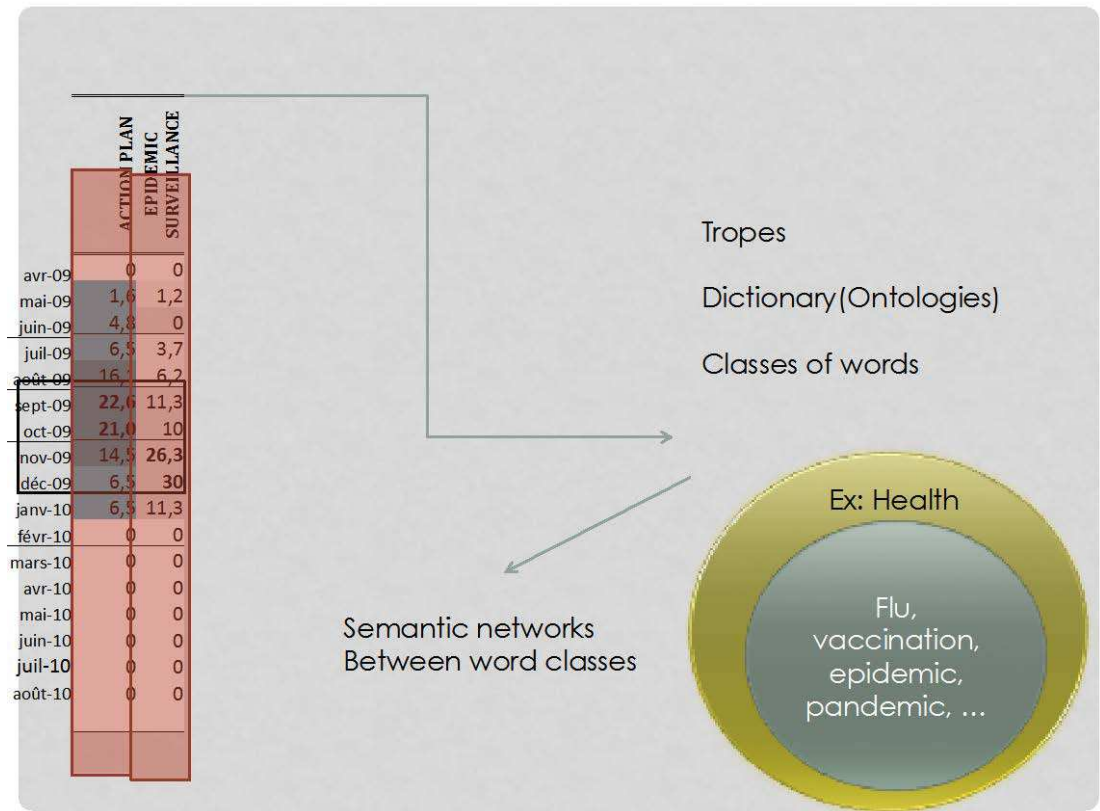 ACTION PLAN
EPIDEMIC
SURVEILLANCE
avr-09 0 0
mai-09 1,6 1,2
juin-09 4,8 0
juil-09 6,5 3,7
août-09 16,1 6,2
sept-09 22,6 11,3
oct-09 21,0 10
nov-09 14,5 26,3
déc-09 6,5 30
janv-10 6,5 11,3
févr-10 0 0
mars-10 0 0
avr-10 0 0
mai-10 0 0
juin-10 0 0
juil-10 0 0
août-10 0 0
Tropes
Dictionary(Ontologies)
Classes of words
Ex: Health
Flu,
vaccination,
epidemic,
pandemic, ...
Semantic networks
Between word classes